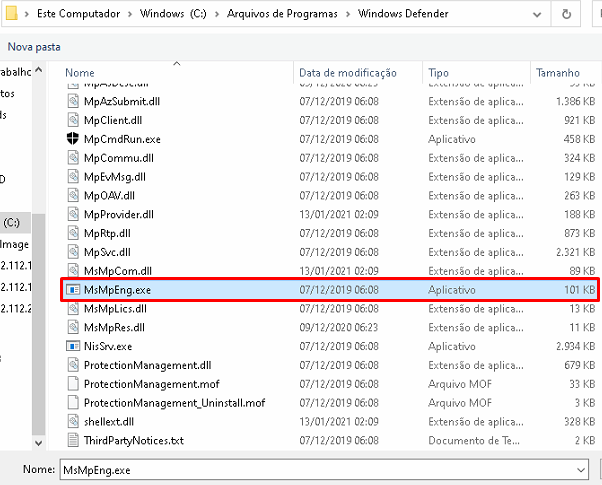 Este Computador > Windows (C:) > Arquivos de Programas > Windows Defender
Nova pasta
Nome Data de modificação Tipo Tamanho
MpAzSubmit.dll 07/12/2019 06:08 Extensão de aplica... 1.386 KB
MpClient.dll 07/12/2019 06:08 Extensão de aplica... 921 KB
MpCmdRun.exe 07/12/2019 06:08 Aplicativo 458 KB
MpCommu.dll 07/12/2019 06:08 Extensão de aplica... 324 KB
MpEvMsg.dll 07/12/2019 06:08 Extensão de aplica... 129 KB
MpOAV.dll 07/12/2019 06:08 Extensão de aplica... 263 KB
MpProvider.dll 13/01/2021 02:09 Extensão de aplica... 188 KB
MpRtp.dll 07/12/2019 06:08 Extensão de aplica... 873 KB
MpSvc.dll 07/12/2019 06:08 Extensão de aplica... 2.321 KB
MsMpCom.dll 13/01/2021 02:09 Extensão de aplica... 89 KB
MsMpEng.exe 07/12/2019 06:08 Aplicativo 101 KB
MsMpLics.dll 07/12/2019 06:08 Extensão de aplica... 13 KB
MsMpRes.dll 09/12/2020 06:23 Extensão de aplica... 11 KB
NisSrv.exe 07/12/2019 06:08 Aplicativo 2.934 KB
ProtectionManagement.dll 07/12/2019 06:08 Extensão de aplica... 679 KB
ProtectionManagement.mof 07/12/2019 06:08 Arquivo MOF 33 KB
ProtectionManagement_Uninstall.mof 07/12/2019 06:08 Arquivo MOF 3 KB
shellext.dll 13/01/2021 02:09 Extensão de aplica... 328 KB
ThirdPartyNotices.txt 07/12/2019 06:08 Documento de Te... 2 KB
(C:)
Image
2.112.1
2.112.2
2.112.2
Nome: MsMpEng.exe